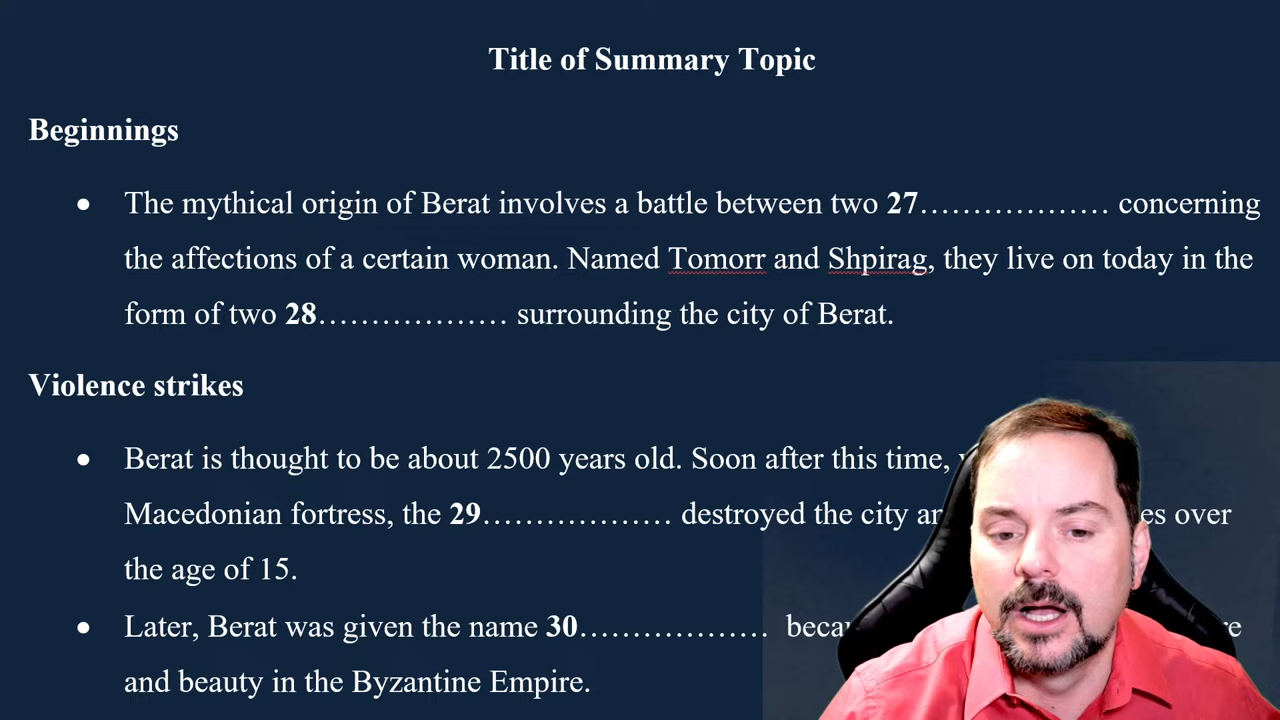 Title of Summary Topic
Beginnings
• The mythical origin of Berat involves a battle between two 27……………… concerning
the affections of a certain woman. Named Tomorr and Shpirag, they live on today in the
form of two 28……………… surrounding the city of Berat.
Violence strikes
• Berat is thought to be about 2500 years old. Soon after this time,
Macedonian fortress, the 29……………… destroyed the city over
the age of 15.
• Later, Berat was given the name 30………………
and beauty in the Byzantine Empire.